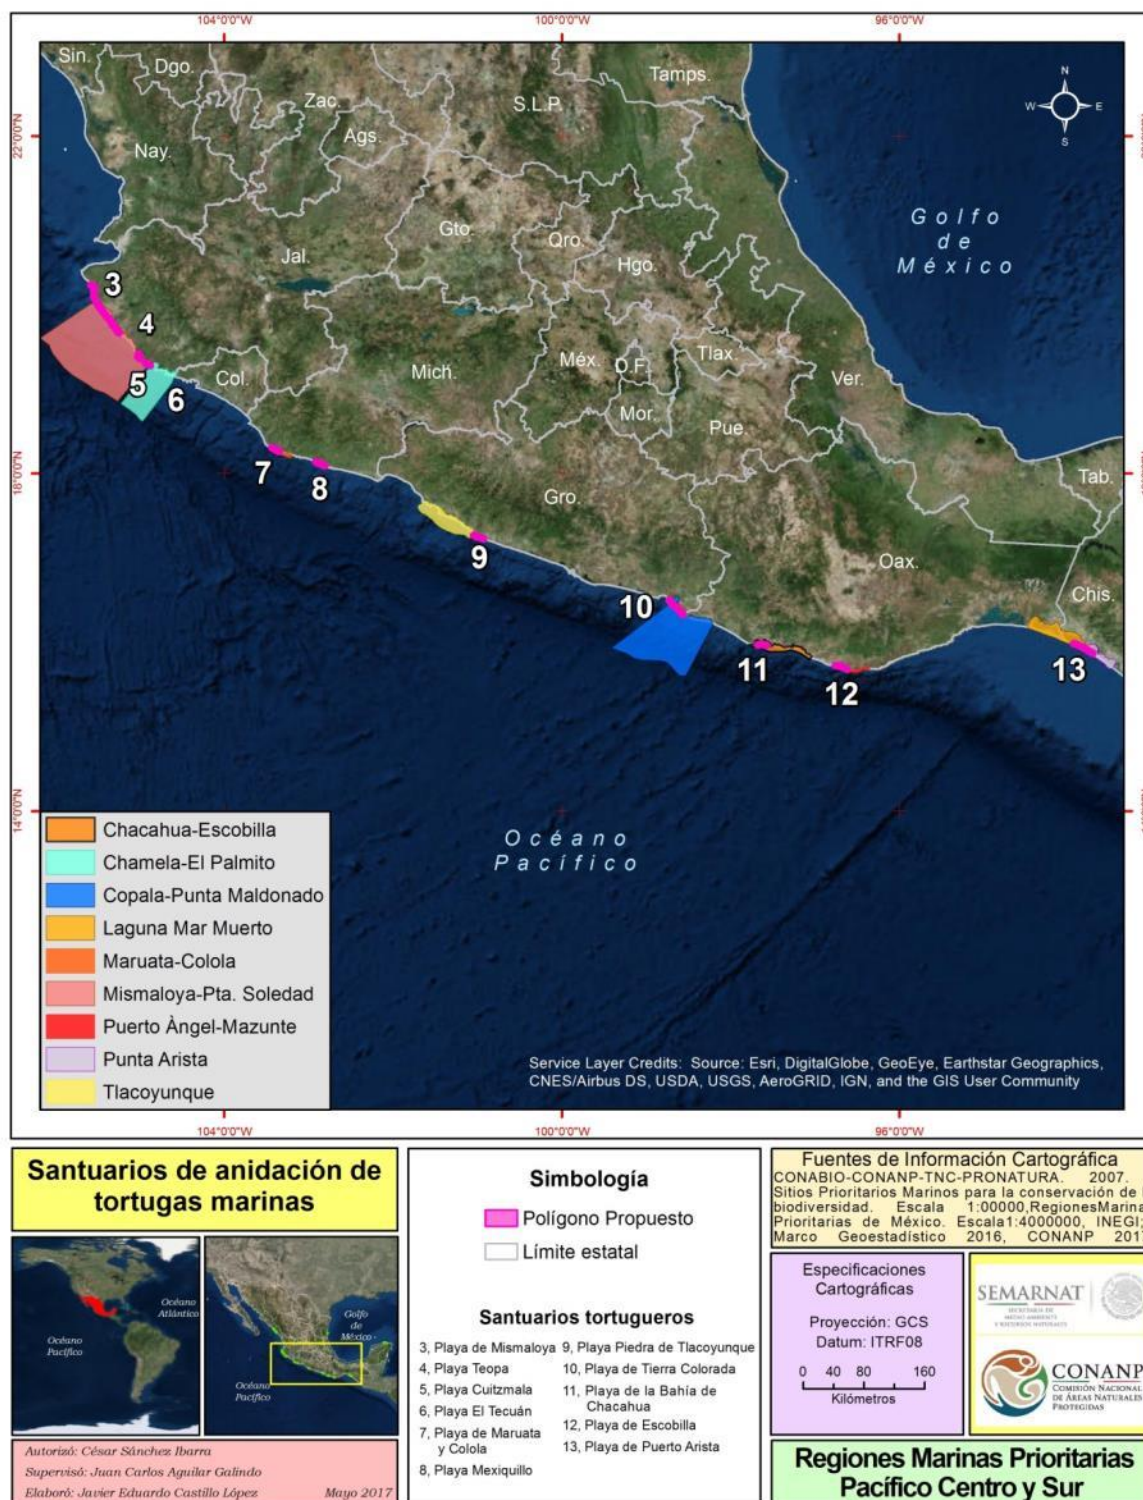 104°0'0"W
100°0'0"W
96°0'0"W
Sin.
Dgo.
Zac.
Tamps.
S.L.P.
Ags.
Nay.
N
W
E
S
22°0'0"N
Gto.
Qro.
Hgo.
Jal.
Golfo
de
México
3
4
5
6
Col.
Mich.
Méx.
D.F.
Tlax.
Mor.
Pue.
Ver.
7
8
18°0'0"N
Gro.
Tab.
9
Oax.
Chis.
10
11
12
13
14°0'0"N
Océano
Pacífico
Chacahua-Escobilla
Chamela-El Palmito
Copala-Punta Maldonado
Laguna Mar Muerto
Maruata-Colola
Mismaloya-Pta. Soledad
Puerto Àngel-Mazunte
Punta Arista
Tlacoyunque
Service Layer Credits: Source: Esri, DigitalGlobe, GeoEye, Earthstar Geographics,
CNES/Airbus DS, USDA, USGS, AeroGRID, IGN, and the GIS User Community
104°0'0"W
100°0'0"W
96°0'0"W
Santuarios de anidación de
tortugas marinas
Océano
Atlántico
Océano
Pacífico
Golfo
de
México
Océano
Pacífico
Autorizó: César Sánchez Ibarra
Supervisó: Juan Carlos Aguilar Galindo
Elaboró: Javier Eduardo Castillo López Mayo 2017
Simbología
Polígono Propuesto
Límite estatal
Santuarios tortugueros
3, Playa de Mismaloya
4, Playa Teopa
5, Playa Cuitzmala
6, Playa El Tecuán
7, Playa de Maruata
y Colola
8, Playa Mexiquillo
9, Playa Piedra de Tlacoyunque
10, Playa de Tierra Colorada
11, Playa de la Bahía de
Chacahua
12, Playa de Escobilla
13, Playa de Puerto Arista
Fuentes de Información Cartográfica
CONABIO-CONANP-TNC-PRONATURA. 2007.
Sitios Prioritarios Marinos para la conservación de
biodiversidad. Escala 1:00000,RegionesMarina
Prioritarias de México. Escala1:4000000, INEGI;
Marco Geoestadístico 2016, CONANP 2017
Especificaciones
Cartográficas
Proyección: GCS
Datum: ITRF08
0 40 80 160
Kilómetros
SEMARNAT
SECRETARÍA DE
MEDIO AMBIENTE
Y RECURSOS NATURALES
CONANP
COMISIÓN NACIONAL
DE ÁREAS NATURALES
PROTEGIDAS
Regiones Marinas Prioritarias
Pacífico Centro y Sur